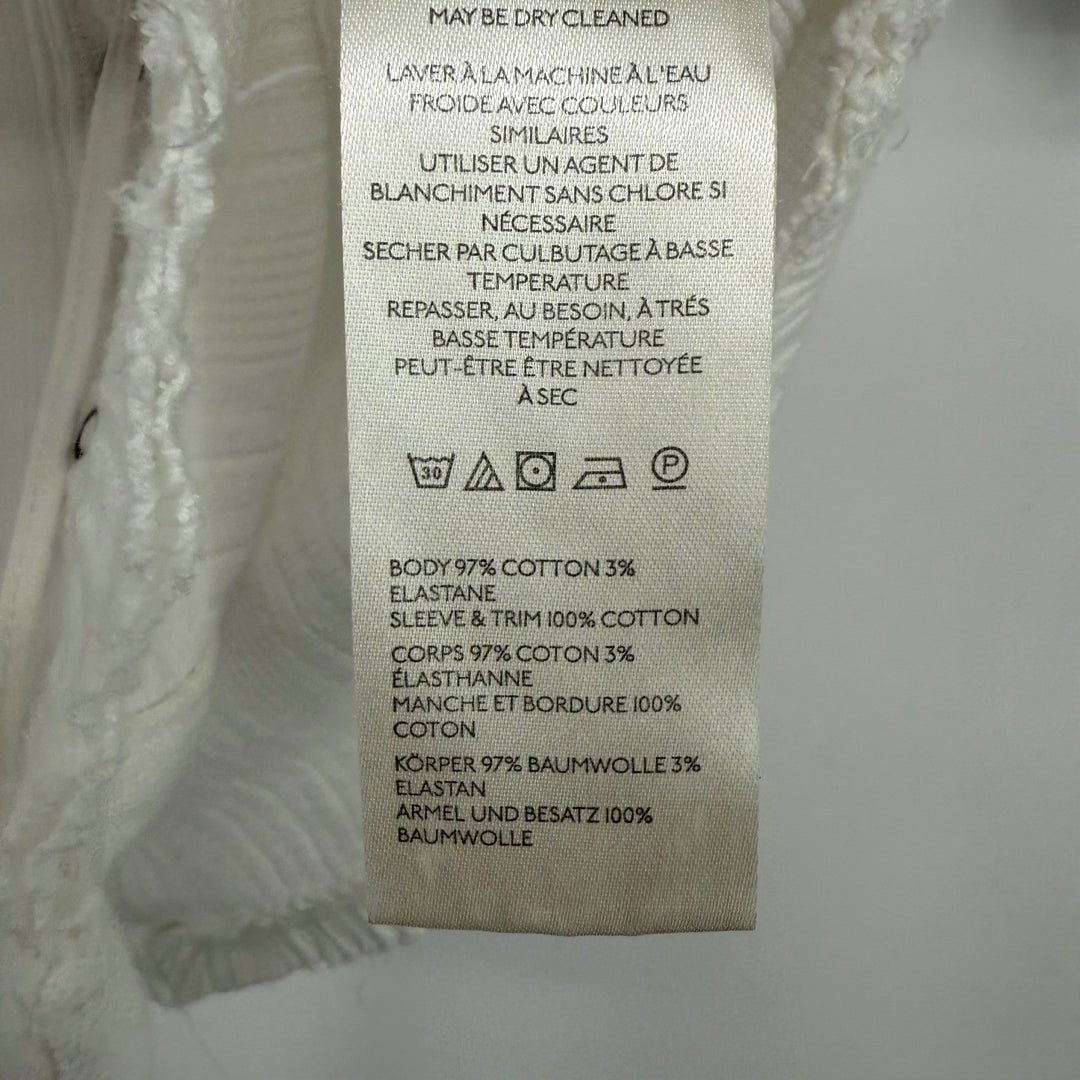 MAY BE DRY CLEANED
LAVER À LA MACHINE À L'EAU
FROIDE AVEC COULEURS
SIMILAIRES
UTILISER UN AGENT DE
BLANCHIMENT SANS CHLORE SI
NÉCESSAIRE
SECHER PAR CULBUTAGE À BASSE
TEMPERATURE
REPASSER, AU BESOIN, À TRÉS
BASSE TEMPÉRATURE
PEUT-ÊTRE ÊTRE NETTOYÉE
À SEC
30 P
BODY 97% COTTON 3%
ELASTANE
SLEEVE & TRIM 100% COTTON
CORPS 97% COTON 3%
ÉLASTHANNE
MANCHE ET BORDURE 100%
COTON
KÖRPER 97% BAUMWOLLE 3%
ELASTAN
ARMEL UND BESATZ 100%
BAUMWOLLE